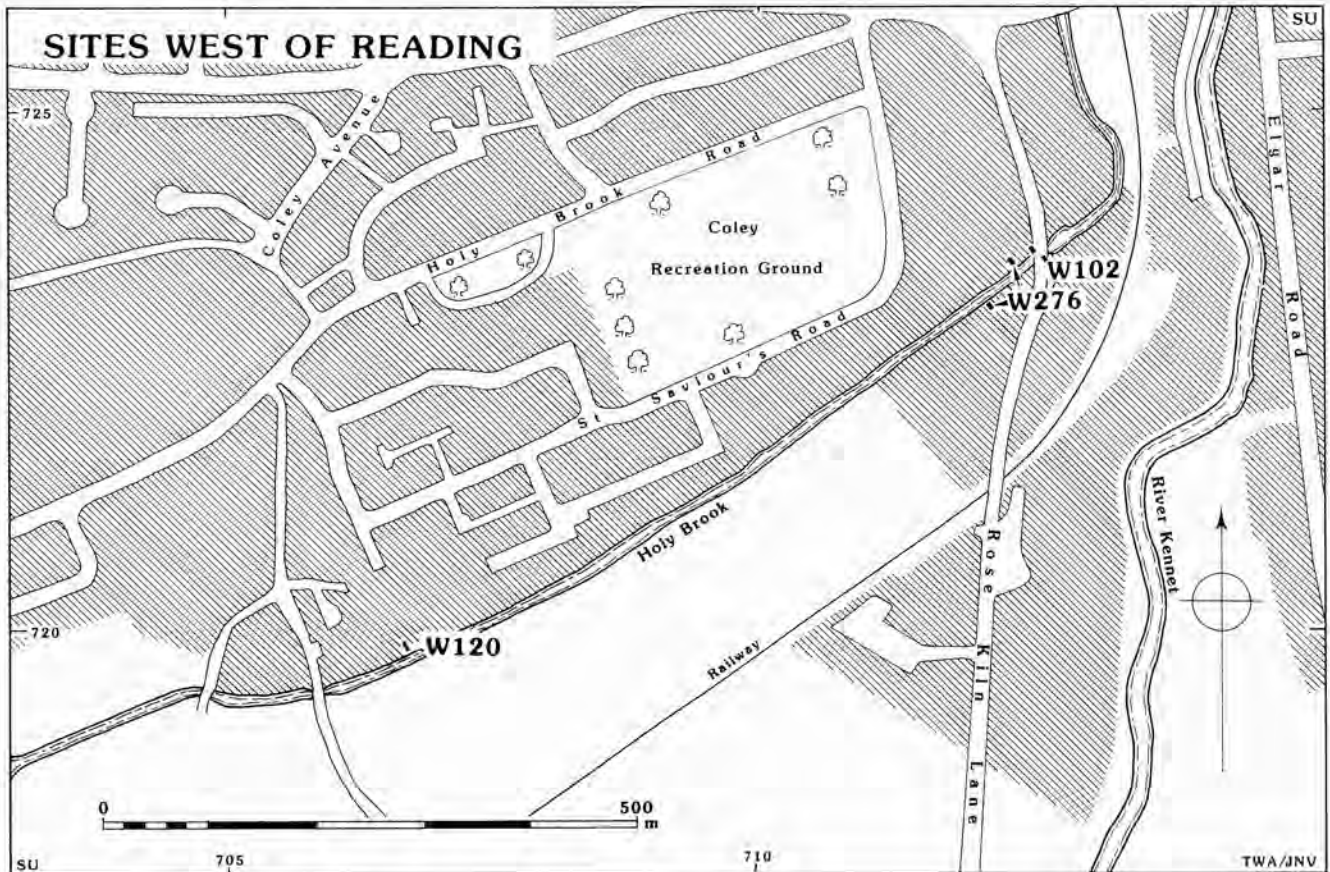 SITES WEST OF READING
SU
725
Elgar Road
Coley Avenue
Holy Brook Road
Coley
Recreation Ground
W102
W276
St Saviour's Road
River Kennet
Holy Brook
Rose Kiln Lane
720
W120
Railway
0 500
m
SU
705
710
TWA/JNV